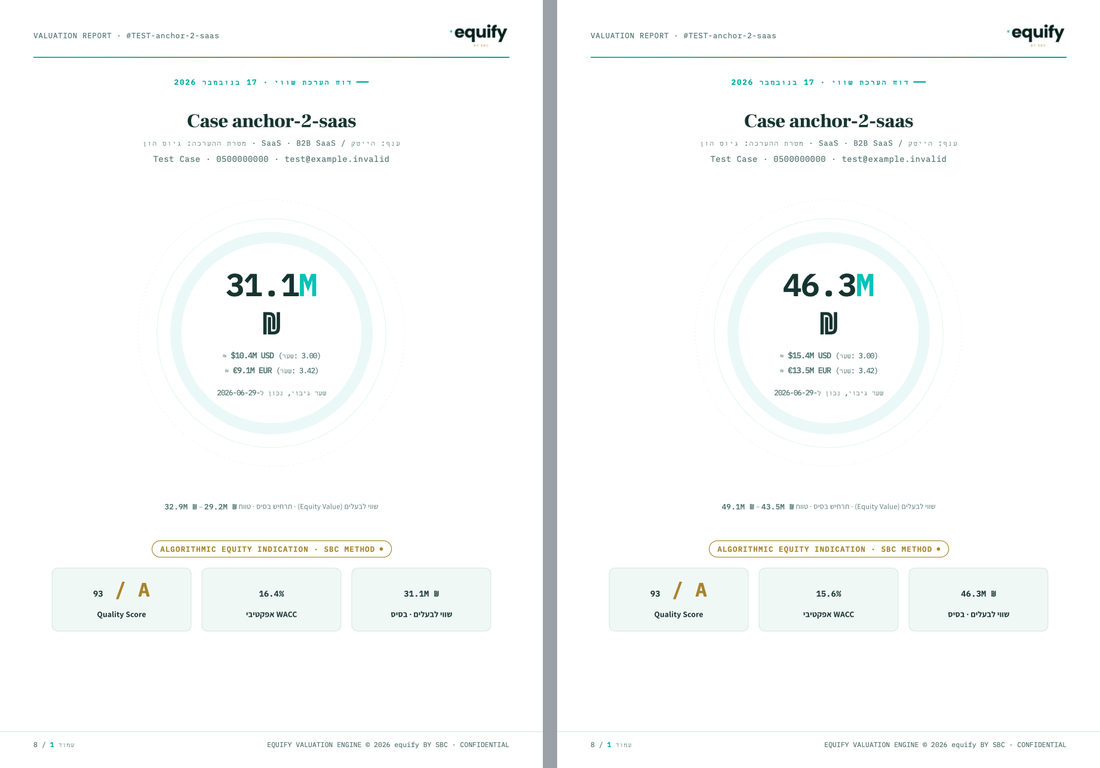 VALUATION REPORT · #TEST-anchor-2-saas
equify
BY SBC
דוח הערכת שווי · 17 בנובמבר 2026
Case anchor-2-saas
ענף: הייטק / SaaS · B2B SaaS · מטרת ההערכה: גיוס הון
Test Case · 0500000000 · test@example.invalid
31.1M
₪
≈ $10.4M USD (שער: 3.00)
≈ €9.1M EUR (שער: 3.42)
שער גיבוי, נכון ל-2026-06-29
שווי לבעלים (Equity Value) · תרחיש בסיס · טווח ₪ 29.2M – ₪ 32.9M
ALGORITHMIC EQUITY INDICATION · SBC METHOD
93 / A
Quality Score
16.4%
WACC אפקטיבי
31.1M ₪
שווי לבעלים · בסיס
עמוד 1 / 8
EQUIFY VALUATION ENGINE © 2026 equify BY SBC · CONFIDENTIAL
VALUATION REPORT · #TEST-anchor-2-saas
equify
BY SBC
דוח הערכת שווי · 17 בנובמבר 2026
Case anchor-2-saas
ענף: הייטק / SaaS · B2B SaaS · מטרת ההערכה: גיוס הון
Test Case · 0500000000 · test@example.invalid
46.3M
₪
≈ $15.4M USD (שער: 3.00)
≈ €13.5M EUR (שער: 3.42)
שער גיבוי, נכון ל-2026-06-29
שווי לבעלים (Equity Value) · תרחיש בסיס · טווח ₪ 43.5M – ₪ 49.1M
ALGORITHMIC EQUITY INDICATION · SBC METHOD
93 / A
Quality Score
15.6%
WACC אפקטיבי
46.3M ₪
שווי לבעלים · בסיס
עמוד 1 / 8
EQUIFY VALUATION ENGINE © 2026 equify BY SBC · CONFIDENTIAL